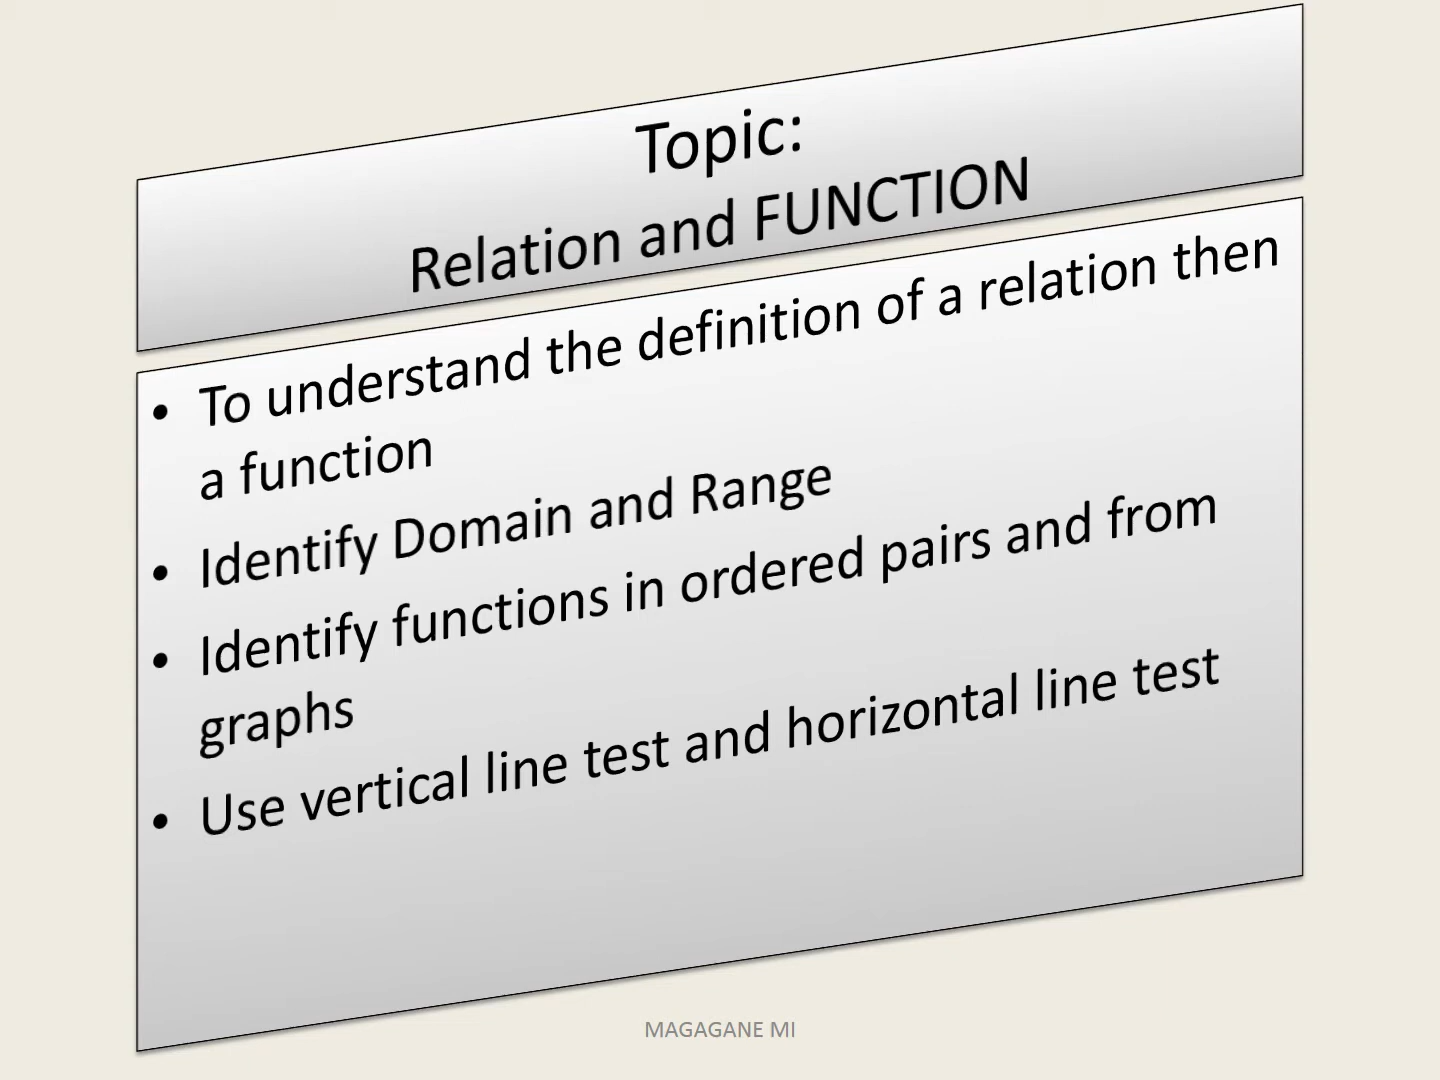 Topic:
Relation and FUNCTION
• To understand the definition of a relation then
a function
• Identify Domain and Range
• Identify functions in ordered pairs and from
graphs
• Use vertical line test and horizontal line test
MAGAGANE MI